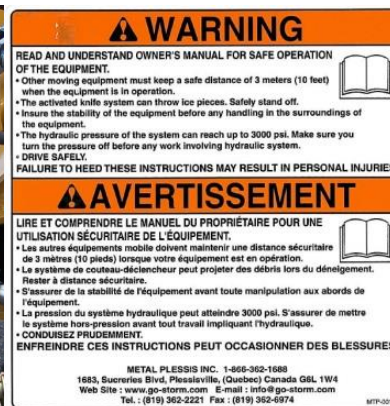 WARNING
READ AND UNDERSTAND OWNER'S MANUAL FOR SAFE OPERATION
OF THE EQUIPMENT.
• Other moving equipment must keep a safe distance of 3 meters (10 feet)
when the equipment is in operation.
• The activated knife system can throw ice pieces. Safely stand off.
• Insure the stability of the equipment before any handling in the surroundings of
the equipment.
• The hydraulic pressure of the system can reach up to 3000 psi. Make sure you
turn the pressure off before any work involving hydraulic system.
• DRIVE SAFELY.
FAILURE TO HEED THESE INSTRUCTIONS MAY RESULT IN PERSONAL INJURIE
AVERTISSEMENT
LIRE ET COMPRENDRE LE MANUEL DU PROPRIÉTAIRE POUR UNE
UTILISATION SÉCURITAIRE DE L'ÉQUIPEMENT.
• Les autres équipements mobile doivent maintenir une distance sécuritaire
de 3 mètres (10 pieds) lorsque votre équipement est en opération.
• Le système de couteau-déclencheur peut projeter des débris lors du déneigement.
Rester à distance sécuritaire.
• S'assurer de la stabilité de l'équipement avant toute manipulation aux abords de
l'équipement.
• La pression du système hydraulique peut atteindre 3000 psi. S'assurer de mettre
le système hors-pression avant tout travail impliquant l'hydraulique.
• CONDUISEZ PRUDEMMENT.
ENFREINDRE CES INSTRUCTIONS PEUT OCCASIONNER DES BLESSURE
METAL PLESSIS INC. 1-866-362-1688
1683, Sucreries Blvd, Plessisville, (Quebec) Canada G6L 1W4
Web Site : www.go-storm.com E-mail : info@go-storm.com
Tel. : (819) 362-2221 Fax : (819) 362-6974